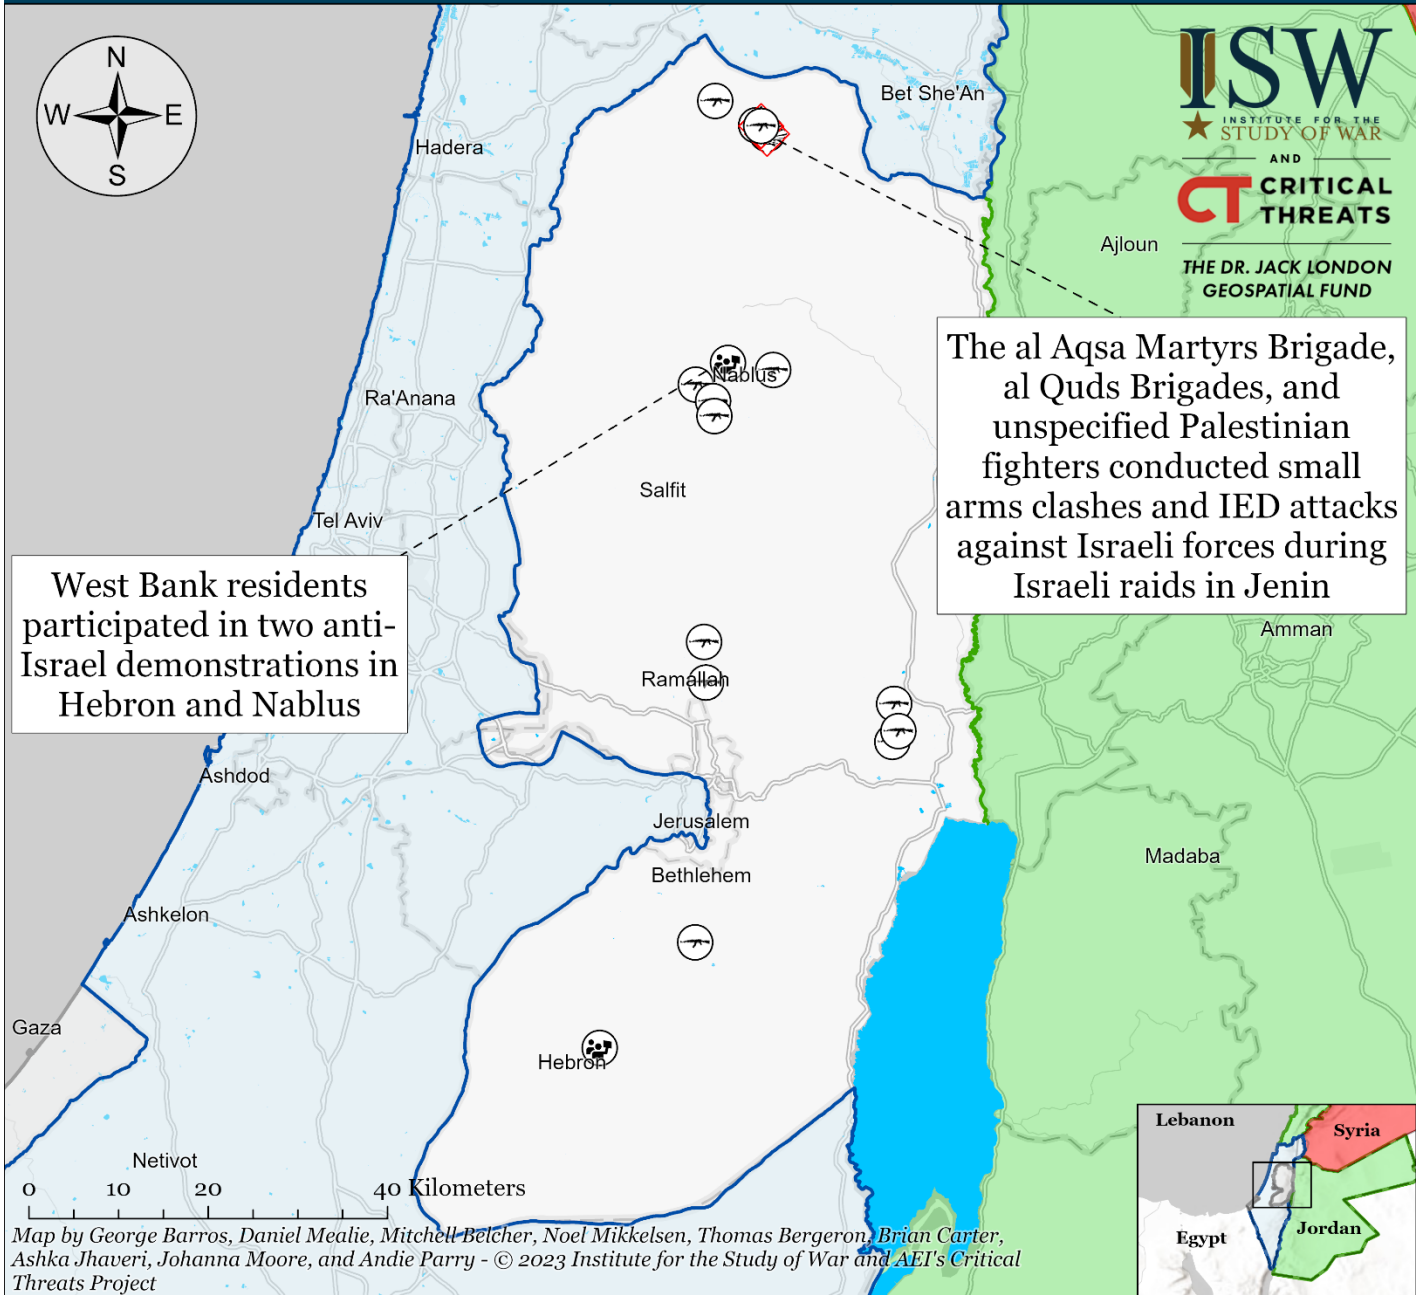 N
W
E
S
Hadera
Bet She'An
ISW
INSTITUTE FOR THE
STUDY OF WAR
AND
CT CRITICAL
THREATS
THE DR. JACK LONDON
GEOSPATIAL FUND
Ajloun
The al Aqsa Martyrs Brigade,
al Quds Brigades, and
unspecified Palestinian
fighters conducted small
arms clashes and IED attacks
against Israeli forces during
Israeli raids in Jenin
Nablus
Ra'Anana
Salfit
Tel Aviv
West Bank residents
participated in two anti-
Israel demonstrations in
Hebron and Nablus
Amman
Ramallah
Ashdod
Jerusalem
Madaba
Bethlehem
Ashkelon
Gaza
Hebron
Netivot
0 10 20 40 Kilometers
Lebanon
Syria
Egypt
Jordan
Map by George Barros, Daniel Mealie, Mitchell Belcher, Noel Mikkelsen, Thomas Bergeron, Brian Carter,
Ashka Jhaveri, Johanna Moore, and Andie Parry - © 2023 Institute for the Study of War and AEI's Critical
Threats Project